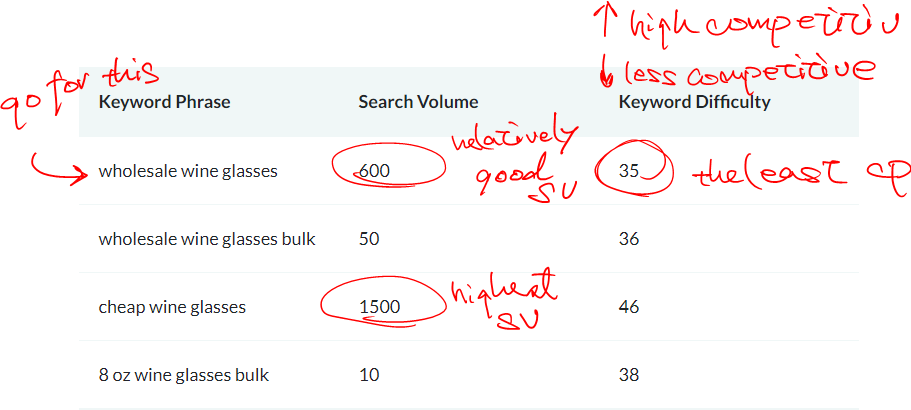 ↑ high competitiv
go for this
↓ less competitive
Keyword Phrase Search Volume Keyword Difficulty
wholesale wine glasses 600 relatively good SV 35 the least cp
wholesale wine glasses bulk 50 36
cheap wine glasses 1500 highest SV 46
8 oz wine glasses bulk 10 38